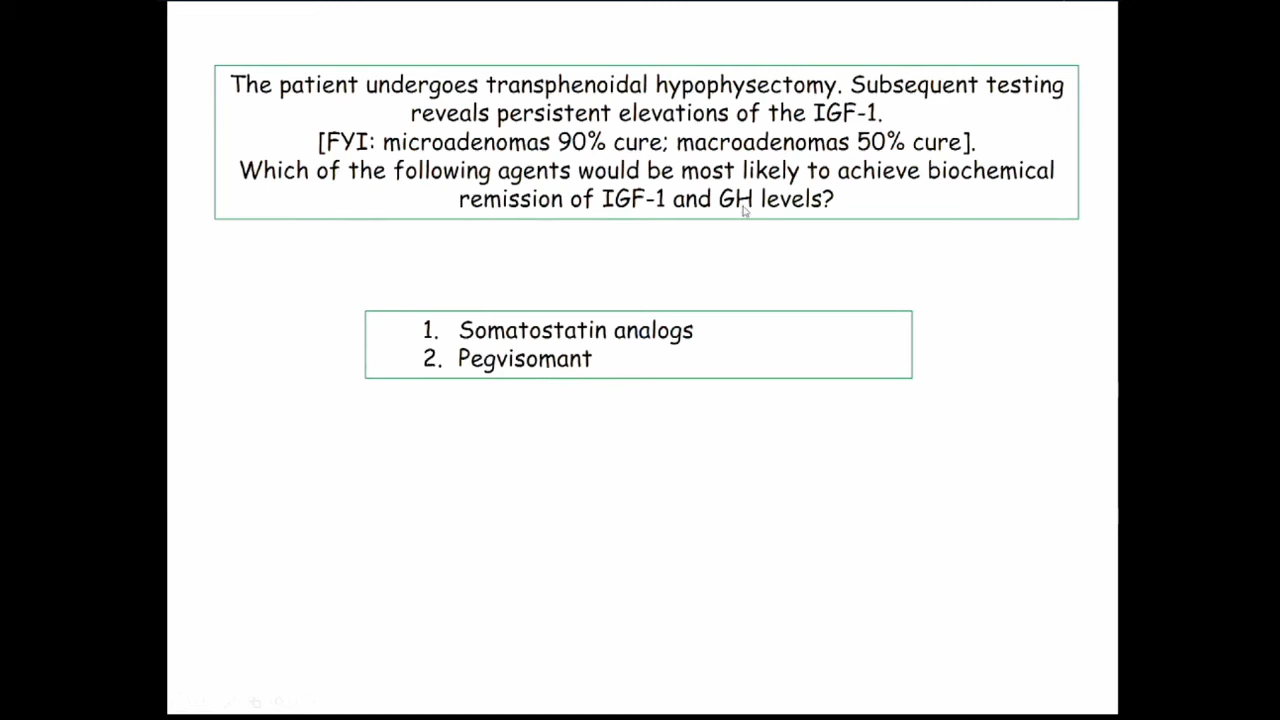 The patient undergoes transphenoidal hypophysectomy. Subsequent testing
reveals persistent elevations of the IGF-1.
[FYI: microadenomas 90% cure; macroadenomas 50% cure].
Which of the following agents would be most likely to achieve biochemical
remission of IGF-1 and GH levels?
1. Somatostatin analogs
2. Pegvisomant